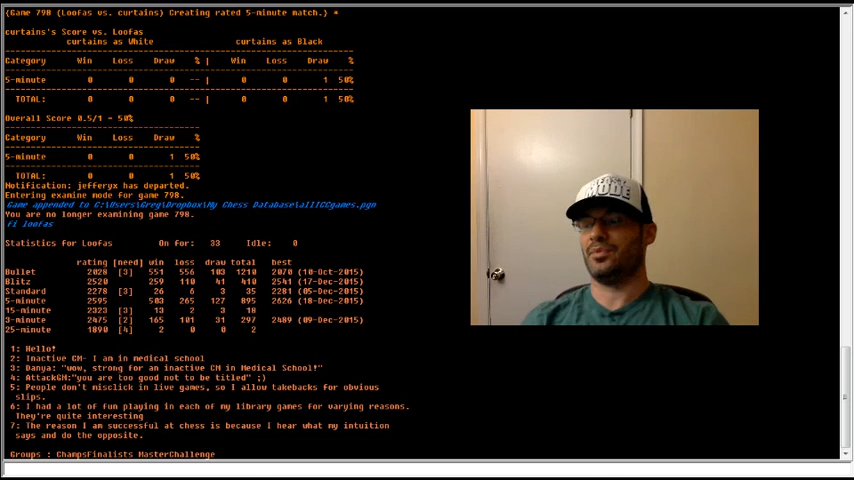 {Game 798 (Loofas vs. curtains) Creating rated 5-minute match.} *
curtains's Score vs. Loofas
curtains as White curtains as Black
Category Win Loss Draw % | Win Loss Draw %
5-minute 0 0 0 -- | 0 0 1 50%
TOTAL: 0 0 0 -- | 0 0 1 50%
Overall Score 0.5/1 = 50%
Category Win Loss Draw %
5-minute 0 0 1 50%
TOTAL: 0 0 1 50%
Notification: jefferyx has departed.
Entering examine mode for game 798.
Game appended to C:\Users\Greg\Dropbox\My Chess Database\allICCgames.pgn
You are no longer examining game 798.
fi loofas
Statistics for Loofas On for: 33 Idle: 0
rating [need] win loss draw total best
Bullet 2028 [3] 551 556 103 1210 2070 (10-Oct-2015)
Blitz 2520 259 110 41 410 2541 (17-Dec-2015)
Standard 2278 [3] 26 6 3 35 2281 (05-Dec-2015)
5-minute 2595 503 265 127 895 2626 (18-Dec-2015)
15-minute 2323 [3] 13 2 3 18
3-minute 2475 [2] 165 101 31 297 2489 (09-Dec-2015)
25-minute 1890 [4] 2 0 0 2
1: Hello!
2: Inactive CM- I am in medical school
3: Danya: "wow, strong for an inactive CM in Medical School!"
4: AttackGM:"you are too good not to be titled" ;)
5: People don't misclick in live games, so I allow takebacks for obvious
slips.
6: I had a lot of fun playing in each of my library games for varying reasons.
They're quite interesting
7: The reason I am successful at chess is because I hear what my intuition
says and do the opposite.
Groups : ChampsFinalists MasterChallenge
BEAST
MODE